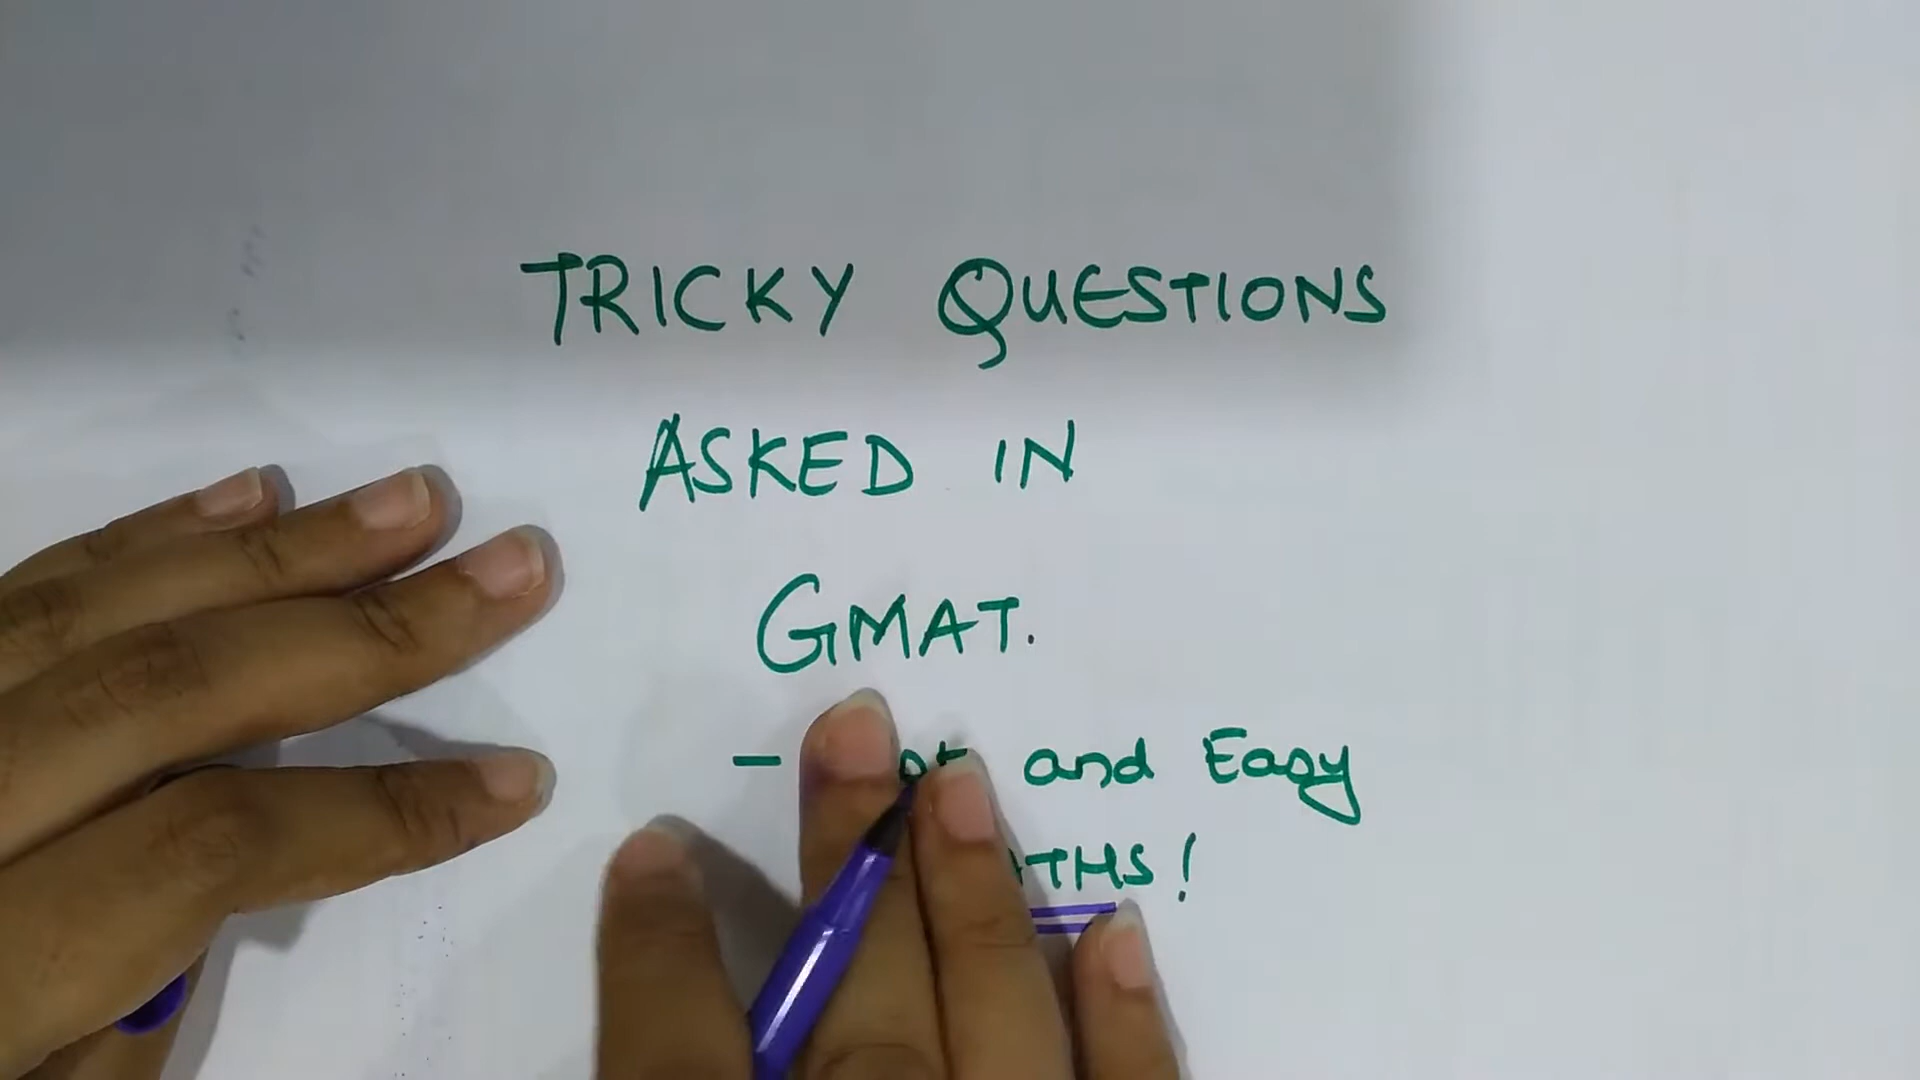 TRICKY QUESTIONS
ASKED IN
GMAT.
- and Easy
!